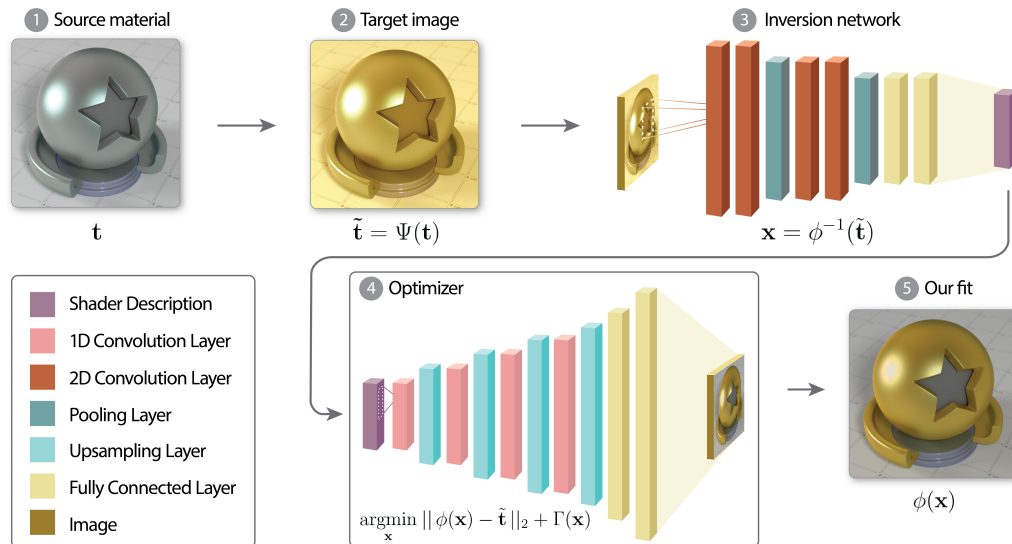 1 Source material
2 Target image
3 Inversion network
t
t̃ = Ψ(t)
x = ϕ⁻¹(t̃)
Shader Description
1D Convolution Layer
2D Convolution Layer
Pooling Layer
Upsampling Layer
Fully Connected Layer
Image
4 Optimizer
argmin || ϕ(x) − t̃ ||₂ + Γ(x)
x
5 Our fit
ϕ(x)